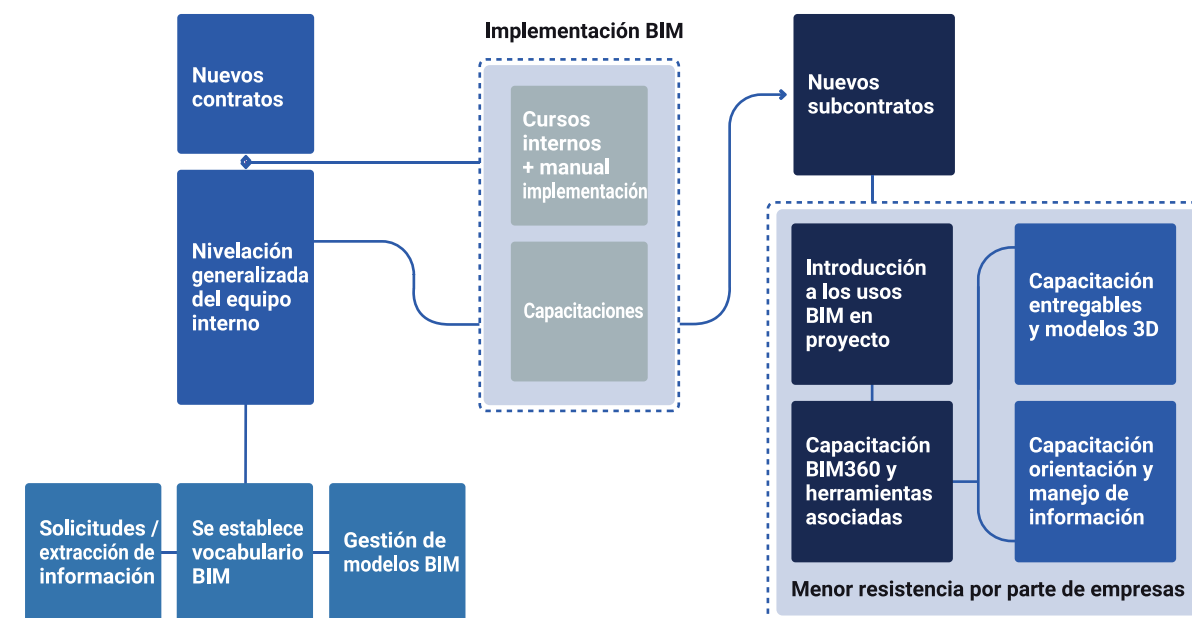 Nuevos
contratos
Nivelación
generalizada
del equipo
interno
Solicitudes /
extracción de
información
Se establece
vocabulario
BIM
Gestión de
modelos BIM
Implementación BIM
Cursos
internos
+ manual
implementación
Capacitaciones
Nuevos
subcontratos
Introducción
a los usos
BIM en
proyecto
Capacitación
BIM360 y
herramientas
asociadas
Capacitación
entregables
y modelos 3D
Capacitación
orientación y
manejo de
información
Menor resistencia por parte de empresas